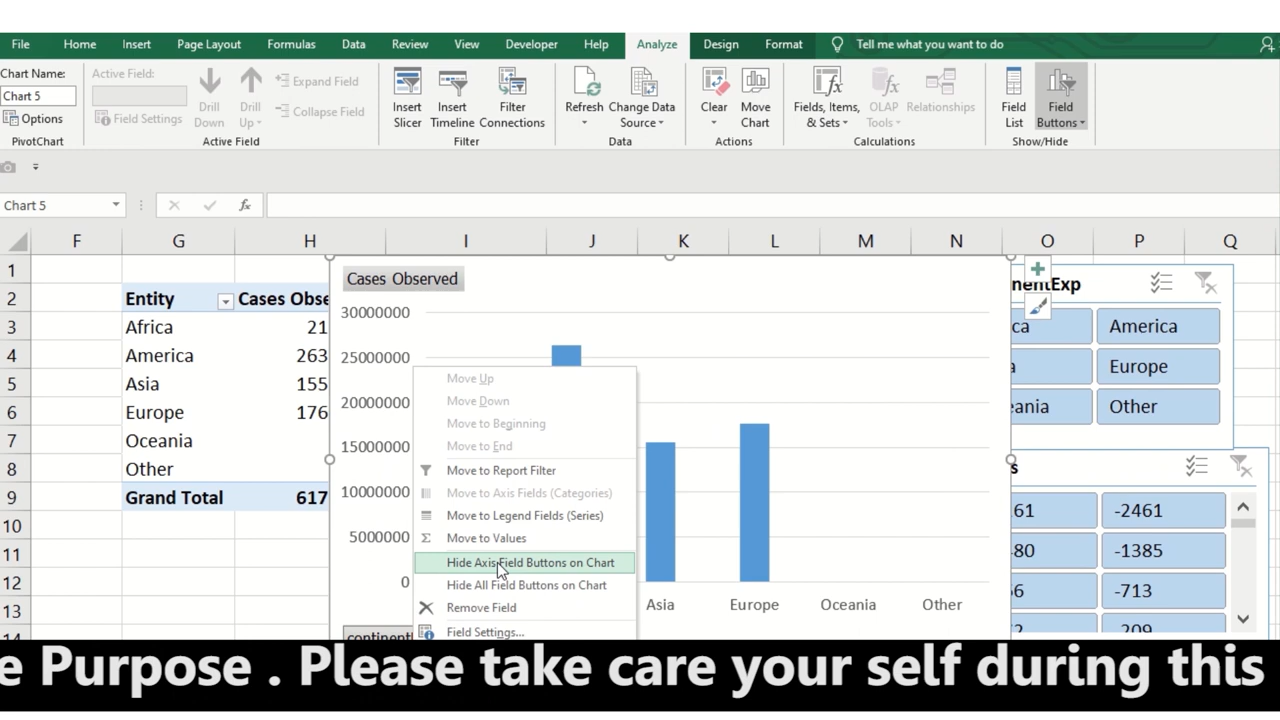 File Home Insert Page Layout Formulas Data Review View Developer Help Analyze Design Format Tell me what you want to do
Chart Name:
Chart 5
Options
PivotChart
Active Field:
Field Settings
Drill Down
Drill Up
Expand Field
Collapse Field
Active Field
Insert Slicer
Insert Timeline
Filter Connections
Filter
Refresh
Change Data Source
Data
Clear
Move Chart
Actions
Fields, Items, & Sets
OLAP Tools
Relationships
Calculations
Field List
Field Buttons
Show/Hide
Chart 5
fx
F G H I J K L M N O P Q
1
2 Entity Cases Obse
3 Africa 21
4 America 263
5 Asia 155
6 Europe 176
7 Oceania
8 Other
9 Grand Total 617
10
11
12
13
14
Cases Observed
30000000
25000000
20000000
15000000
10000000
5000000
0
Asia Europe Oceania Other
Move Up
Move Down
Move to Beginning
Move to End
Move to Report Filter
Move to Axis Fields (Categories)
Move to Legend Fields (Series)
Move to Values
Hide Axis Field Buttons on Chart
Hide All Field Buttons on Chart
Remove Field
Field Settings...
nentExp
ca America
Europe
eania Other
s
61 -2461
80 -1385
-713
-209
e Purpose . Please take care your self during this